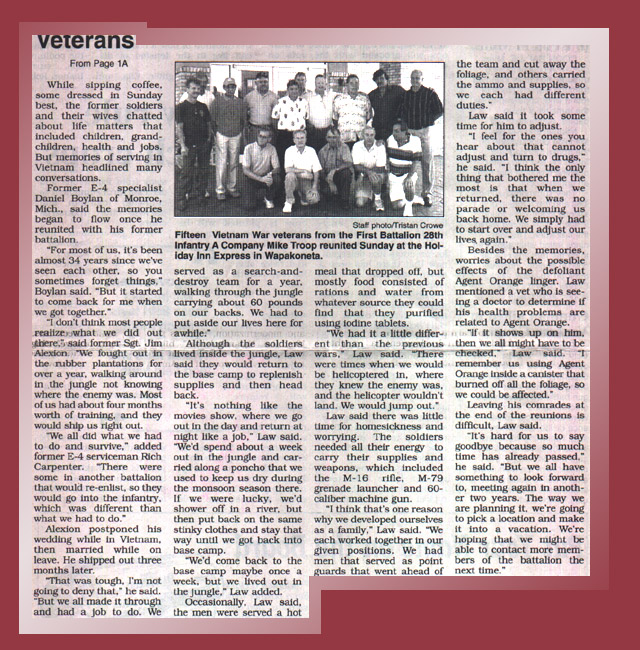 Veterans
From Page 1A
While sipping coffee,
some dressed in Sunday
best, the former soldiers
and their wives chatted
about life matters that
included children, grand-
children, health and jobs.
But memories of serving in
Vietnam headlined many
conversations.
Former E-4 specialist
Daniel Boylan of Monroe,
Mich., said the memories
began to flow once he
reunited with his former
battalion.
"For most of us, it's been
almost 34 years since we've
seen each other, so you
sometimes forget things,"
Boylan said. "But it started
to come back for me when
we got together."
"I don't think most people
realize what we did out
there," said former Sgt. Jim
Alexion "We fought out in
the rubber plantations for
over a year, walking around
in the jungle not knowing
where the enemy was. Most
of us had about four months
worth of training, and they
would ship us right out.
"We all did what we had
to do and survive," added
former E-4 serviceman Rich
Carpenter. "There were
some in another battalion
that would re-enlist, so they
would go into the infantry,
which was different than
what we had to do."
Alexion postponed his
wedding while in Vietnam,
then married while on
leave. He shipped out three
months later.
"That was tough, I'm not
going to deny that," he said.
"But we all made it through
and had a job to do. We
Staff photo/Tristan Crowe
Fifteen Vietnam War veterans from the First Battalion 28th
Infantry A Company Mike Troop reunited Sunday at the Hol-
iday Inn Express in Wapakoneta.
served as a search-and-
destroy team for a year,
walking through the jungle
carrying about 60 pounds
on our backs. We had to
put aside our lives here for
awhile."
Although the soldiers
lived inside the jungle, Law
said they would return to
the base camp to replenish
supplies and then head
back.
"It's nothing like the
movies show, where we go
out in the day and return at
night like a job," Law said.
"We'd spend about a week
out in the jungle and car-
ried along a poncho that we
used to keep us dry during
the monsoon season there.
If we were lucky, we'd
shower off in a river, but
then put back on the same
stinky clothes and stay that
way until we got back into
base camp.
"We'd come back to the
base camp maybe once a
week, but we lived out in
the jungle," Law added.
Occasionally, Law said,
the men were served a hot
meal that dropped off, but
mostly food consisted of
rations and water from
whatever source they could
find that they purified
using iodine tablets.
"We had it a little differ-
ent than the previous
wars," Law said. "There
were times when we would
be helicoptered in, where
they knew the enemy was,
and the helicopter wouldn't
land. We would jump out."
Law said there was little
time for homesickness and
worrying. The soldiers
needed all their energy to
carry their supplies and
weapons, which included
the M-16 rifle, M-79
grenade launcher and 60-
caliber machine gun.
"I think that's one reason
why we developed ourselves
as a family," Law said. "We
each worked together in our
given positions. We had
men that served as point
guards that went ahead of
the team and cut away the
foliage, and others carried
the ammo and supplies, so
we each had different
duties."
Law said it took some
time for him to adjust.
"I feel for the ones you
hear about that cannot
adjust and turn to drugs,"
he said. "I think the only
thing that bothered me the
most is that when we
returned, there was no
parade or welcoming us
back home. We simply had
to start over and adjust our
lives again."
Besides the memories,
worries about the possible
effects of the defoliant
Agent Orange linger. Law
mentioned a vet who is see-
ing a doctor to determine if
his health problems are
related to Agent Orange.
"If it shows up on him,
then we all might have to be
checked," Law said. "I
remember us using Agent
Orange inside a canister that
burned off all the foliage, so
we could be affected."
Leaving his comrades at
the end of the reunions is
difficult, Law said.
"It's hard for us to say
goodbye because so much
time has already passed,"
he said. "But we all have
something to look forward
to, meeting again in anoth-
er two years. The way we
are planning it, we're going
to pick a location and make
it into a vacation. We're
hoping that we might be
able to contact more mem-
bers of the battalion the
next time."